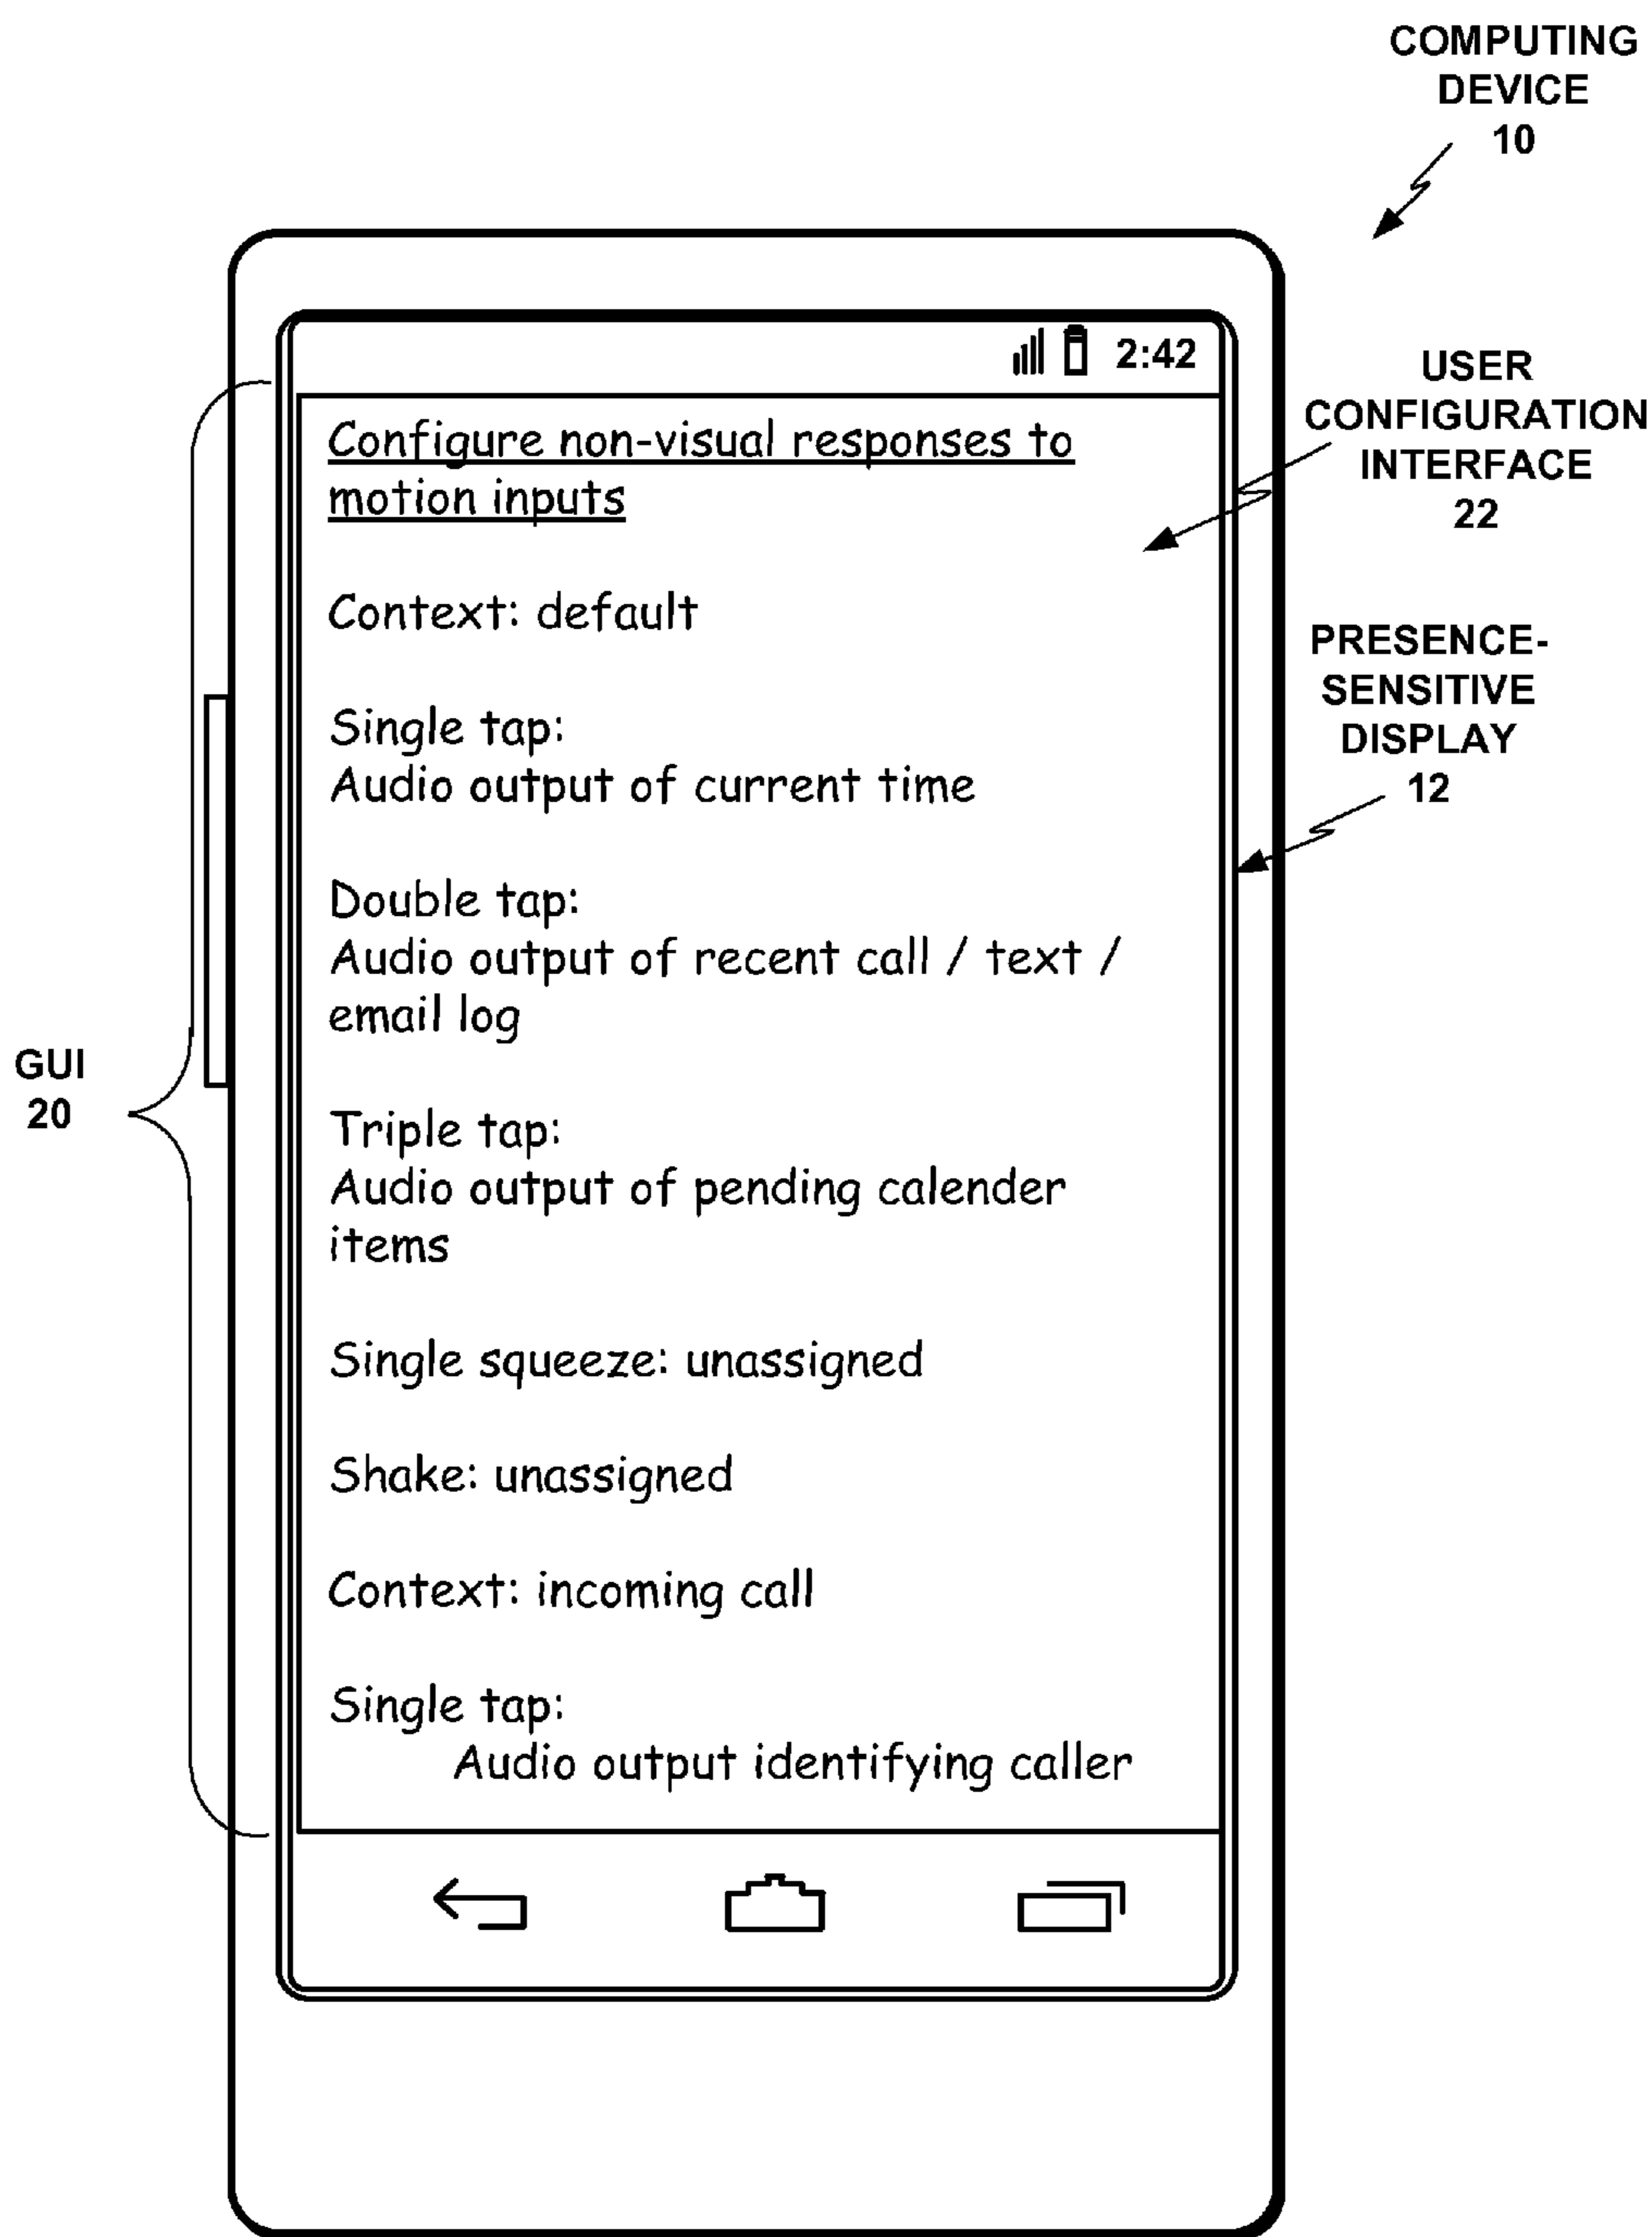 COMPUTING
DEVICE
10
2:42
USER
CONFIGURATION
INTERFACE
22
Configure non-visual responses to
motion inputs
Context: default
PRESENCE-
SENSITIVE
DISPLAY
12
Single tap:
Audio output of current time
Double tap:
Audio output of recent call / text /
email log
GUI
20
Triple tap:
Audio output of pending calender
items
Single squeeze: unassigned
Shake: unassigned
Context: incoming call
Single tap:
Audio output identifying caller